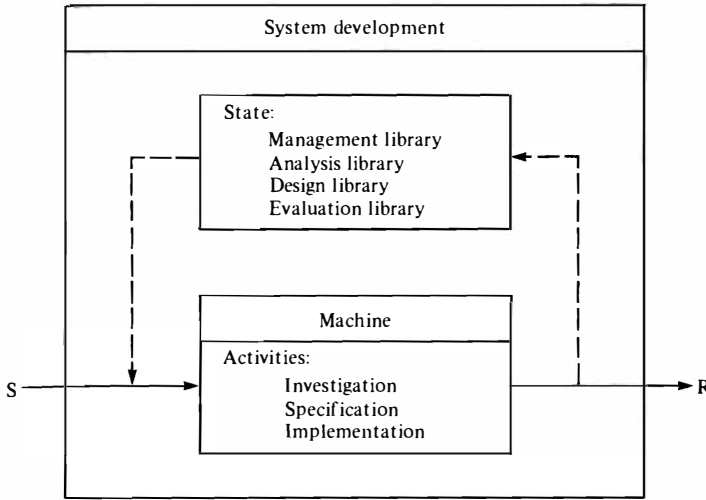 System development
State:
Management library
Analysis library
Design library
Evaluation library
Machine
Activities:
Investigation
Specification
Implementation
S
R